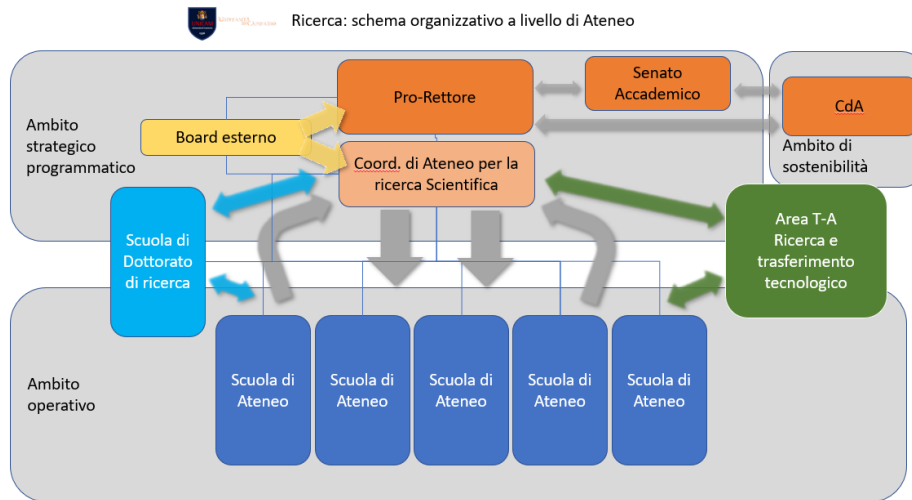 Ricerca: schema organizzativo a livello di Ateneo
Ambito
strategico
programmatico
Board esterno
Pro-Rettore
Coord. di Ateneo per la
ricerca Scientifica
Senato
Accademico
CdA
Ambito di
sostenibilità
Scuola di
Dottorato
di ricerca
Area T-A
Ricerca e
trasferimento
tecnologico
Ambito
operativo
Scuola di
Ateneo
Scuola di
Ateneo
Scuola di
Ateneo
Scuola di
Ateneo
Scuola di
Ateneo